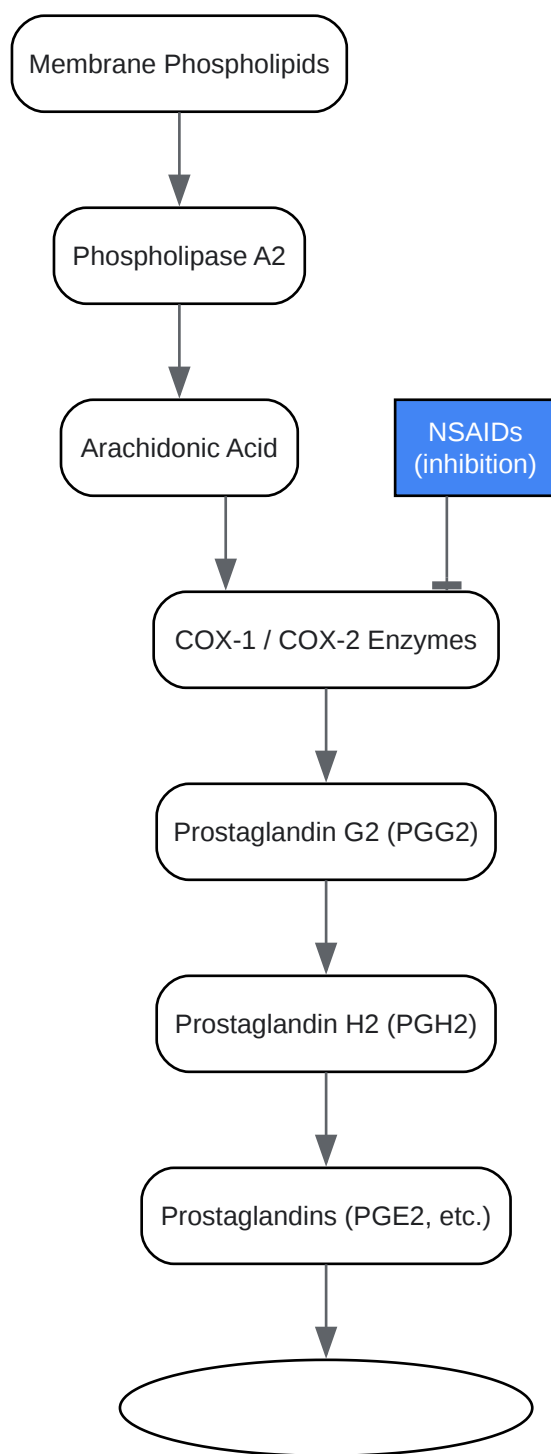 Membrane Phospholipids
Phospholipase A2
Arachidonic Acid
NSAIDs
(inhibition)
COX-1 / COX-2 Enzymes
Prostaglandin G2 (PGG2)
Prostaglandin H2 (PGH2)
Prostaglandins (PGE2, etc.)